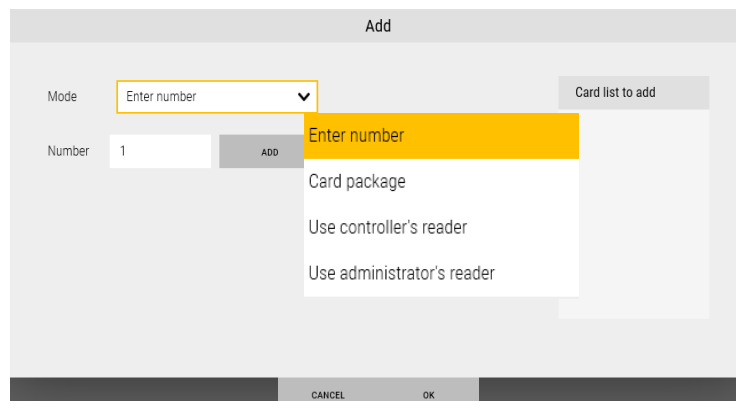 Add
Mode
Enter number
Card list to add
Number
1
ADD
Enter number
Card package
Use controller's reader
Use administrator's reader
CANCEL
OK